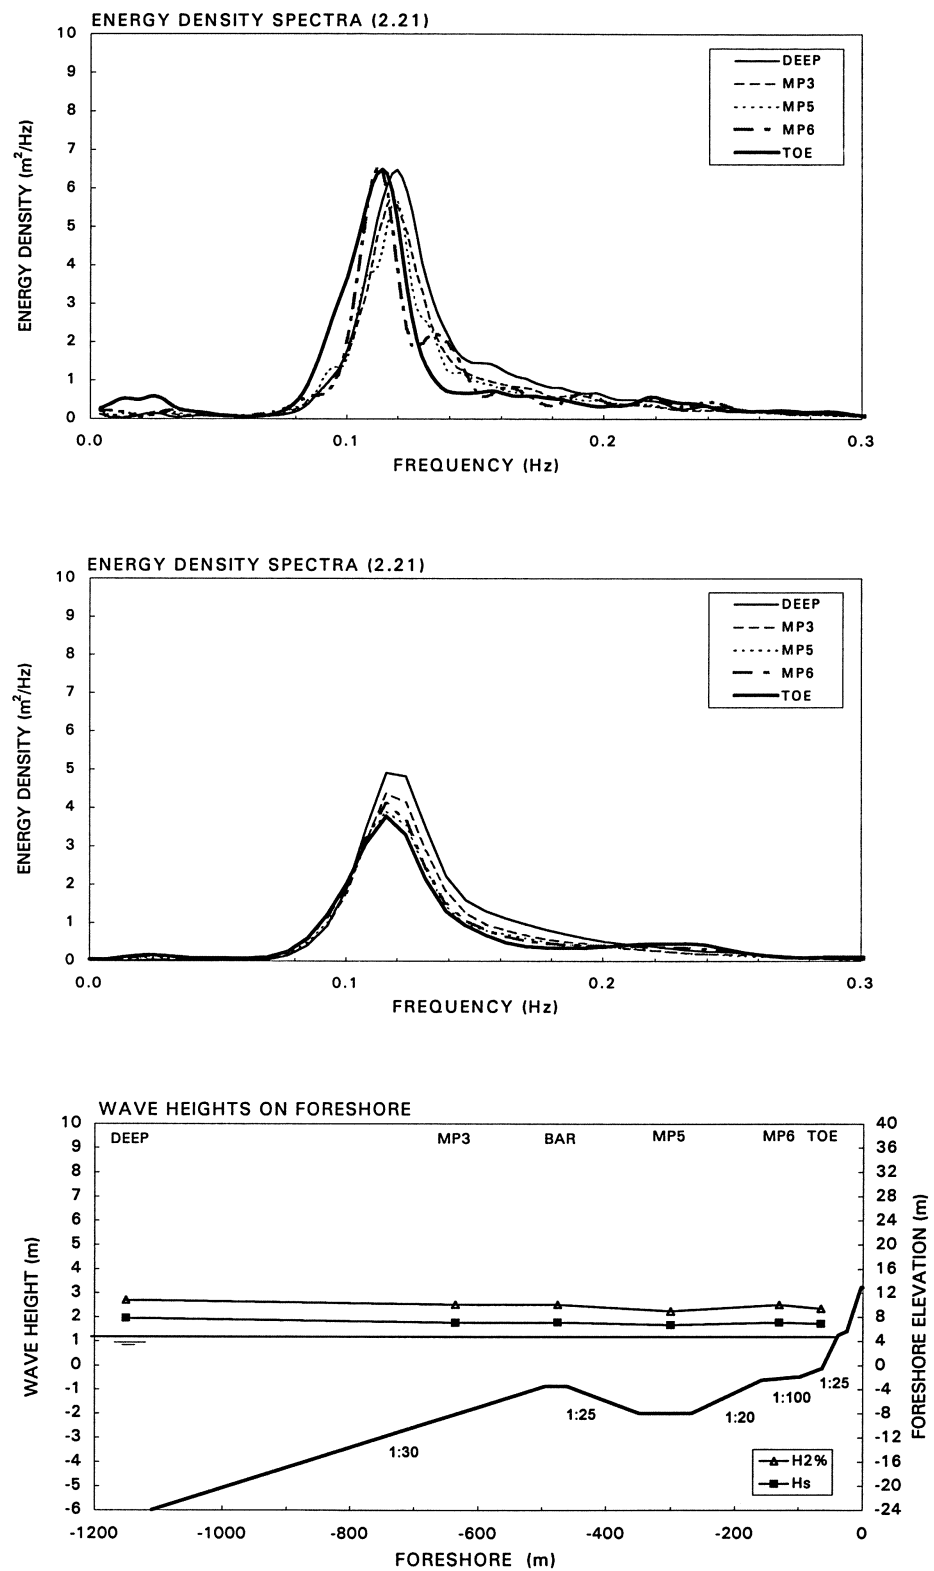 ENERGY DENSITY SPECTRA (2.21)
10
9
8
7
6
5
4
3
2
1
0
ENERGY DENSITY (m²/Hz)
DEEP
MP3
MP5
MP6
TOE
0.0 0.1 0.2 0.3
FREQUENCY (Hz)
ENERGY DENSITY SPECTRA (2.21)
10
9
8
7
6
5
4
3
2
1
0
ENERGY DENSITY (m²/Hz)
DEEP
MP3
MP5
MP6
TOE
0.0 0.1 0.2 0.3
FREQUENCY (Hz)
WAVE HEIGHTS ON FORESHORE
10
9
8
7
6
5
4
3
2
1
0
-1
-2
-3
-4
-5
-6
WAVE HEIGHT (m)
DEEP MP3 BAR MP5 MP6 TOE
1:30
1:25
1:20
1:100
1:25
H2%
Hs
40
36
32
28
24
20
16
12
8
4
0
-4
-8
-12
-16
-20
-24
FORESHORE ELEVATION (m)
-1200 -1000 -800 -600 -400 -200 0
FORESHORE (m)